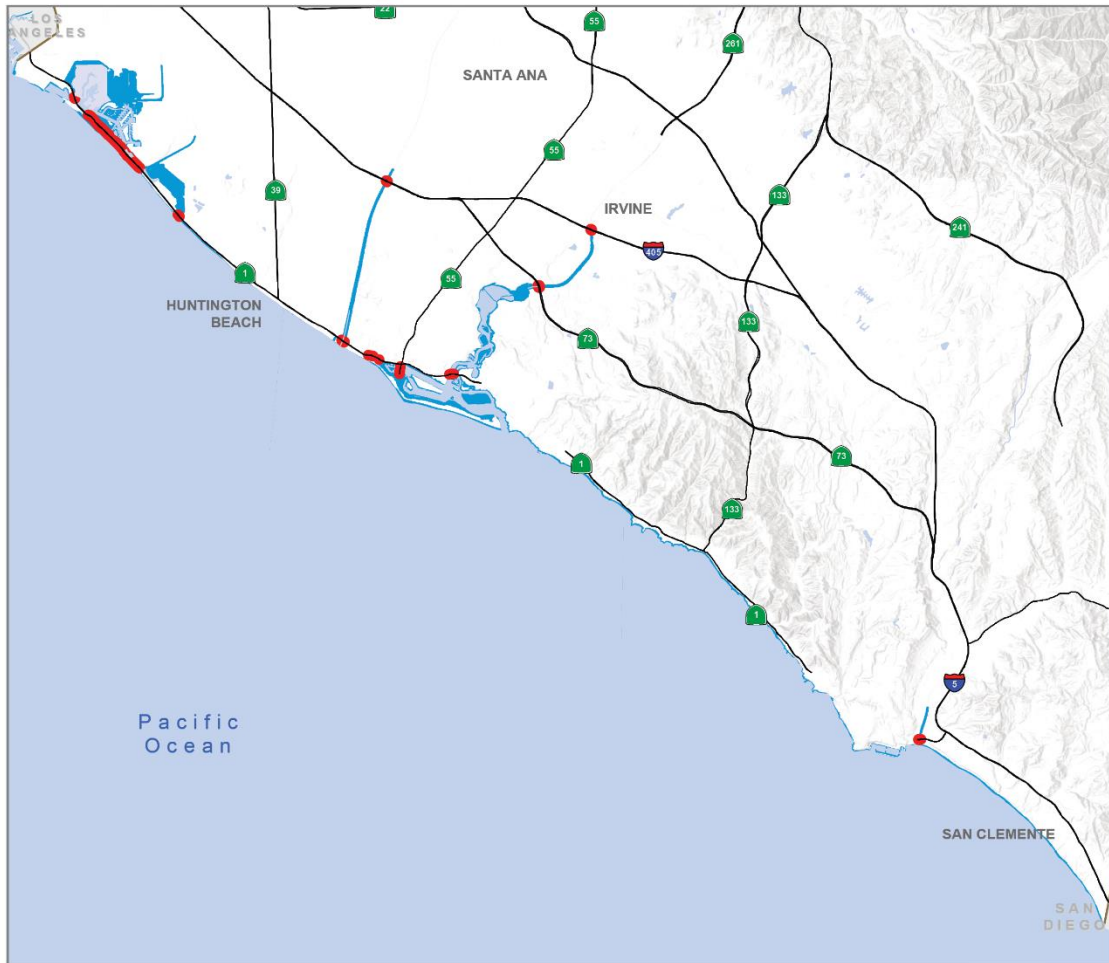 LOS
ANGELES
22
55
261
SANTA ANA
55
39
133
IRVINE
241
405
1
55
HUNTINGTON
BEACH
133
73
73
1
133
1
5
Pacific
Ocean
SAN CLEMENTE
SAN
DIEGO